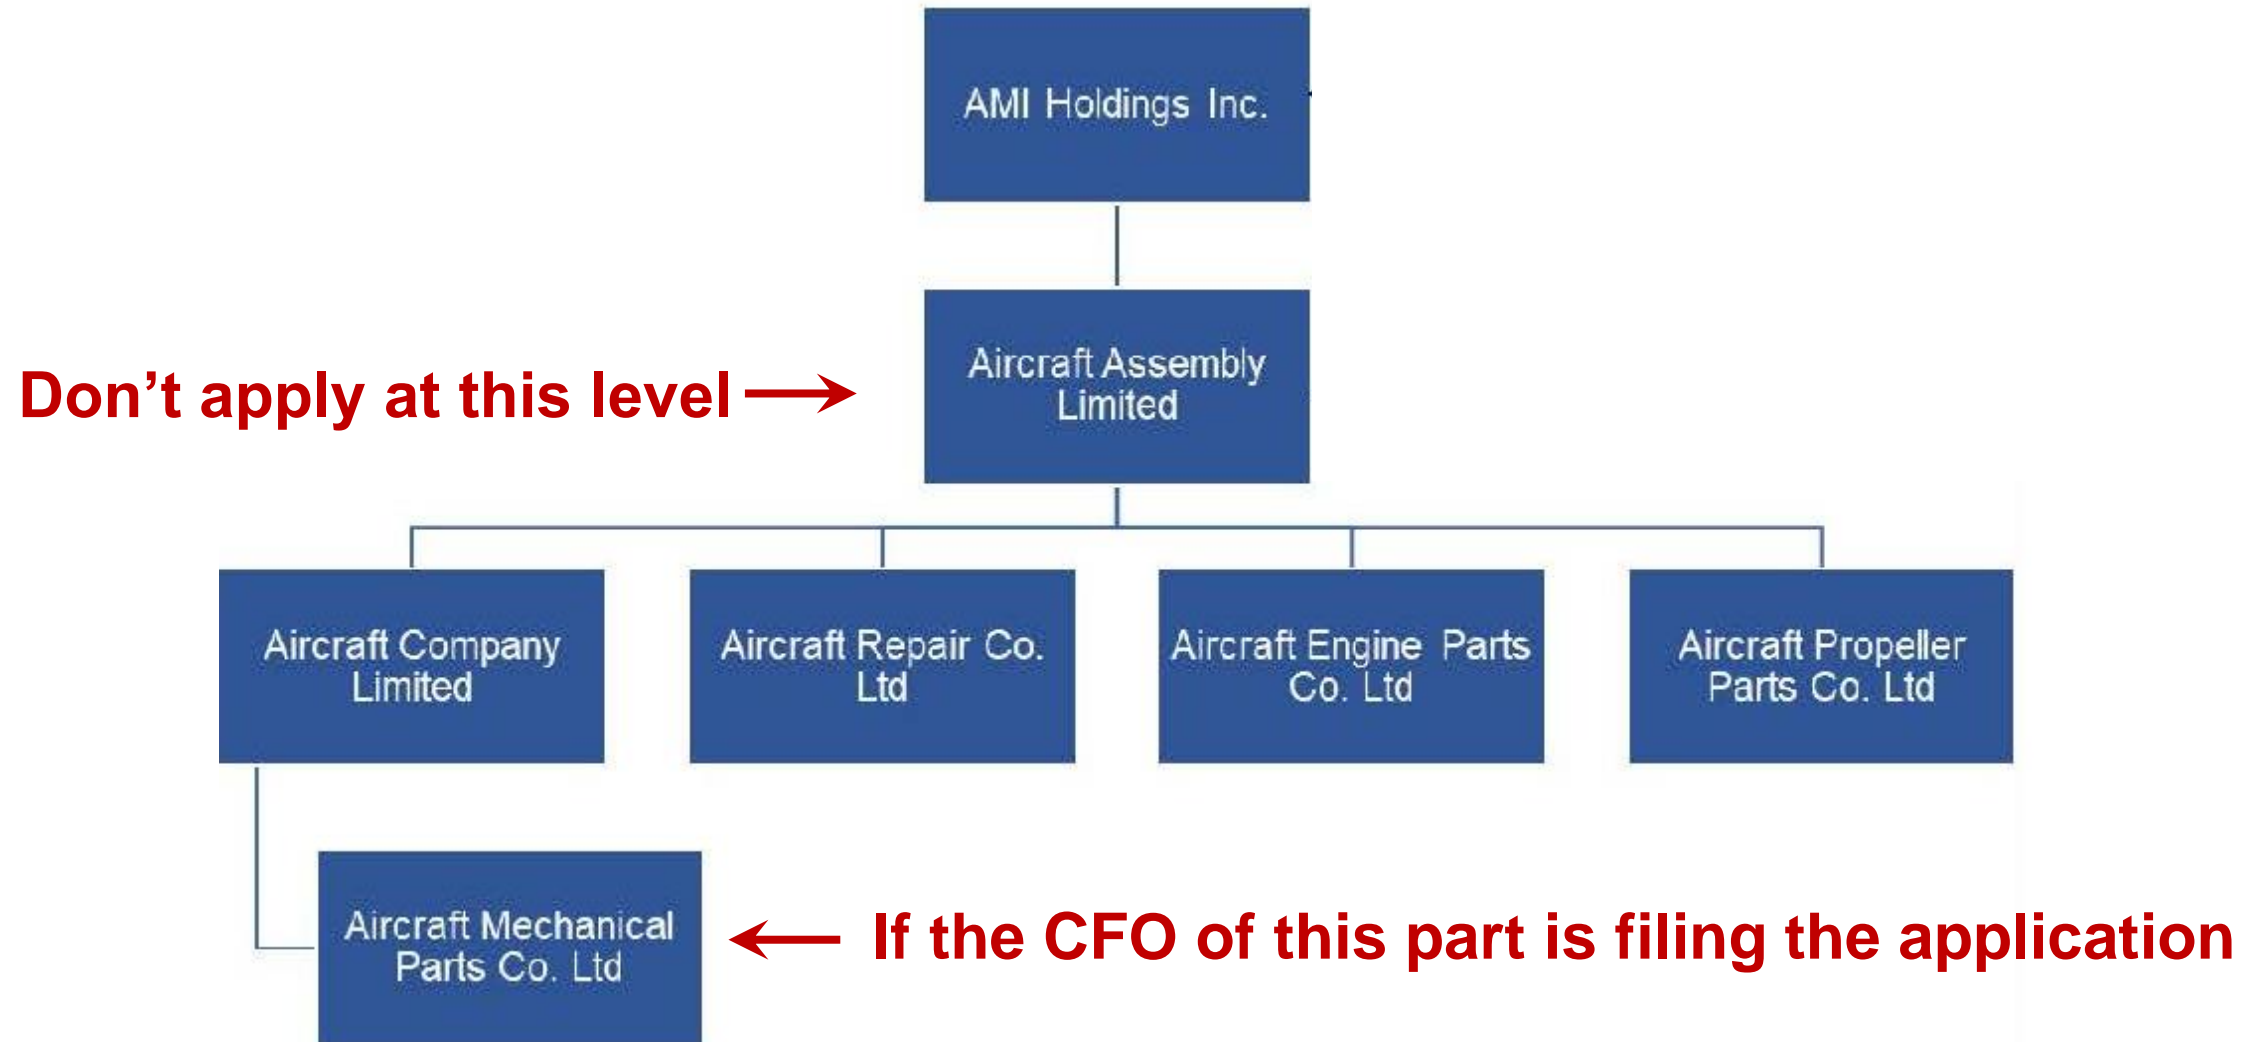 AMI Holdings Inc.
Don’t apply at this level
Aircraft Assembly
Limited
Aircraft Company
Limited
Aircraft Repair Co.
Ltd
Aircraft Engine Parts
Co. Ltd
Aircraft Propeller
Parts Co. Ltd
Aircraft Mechanical
Parts Co. Ltd
If the CFO of this part is filing the application